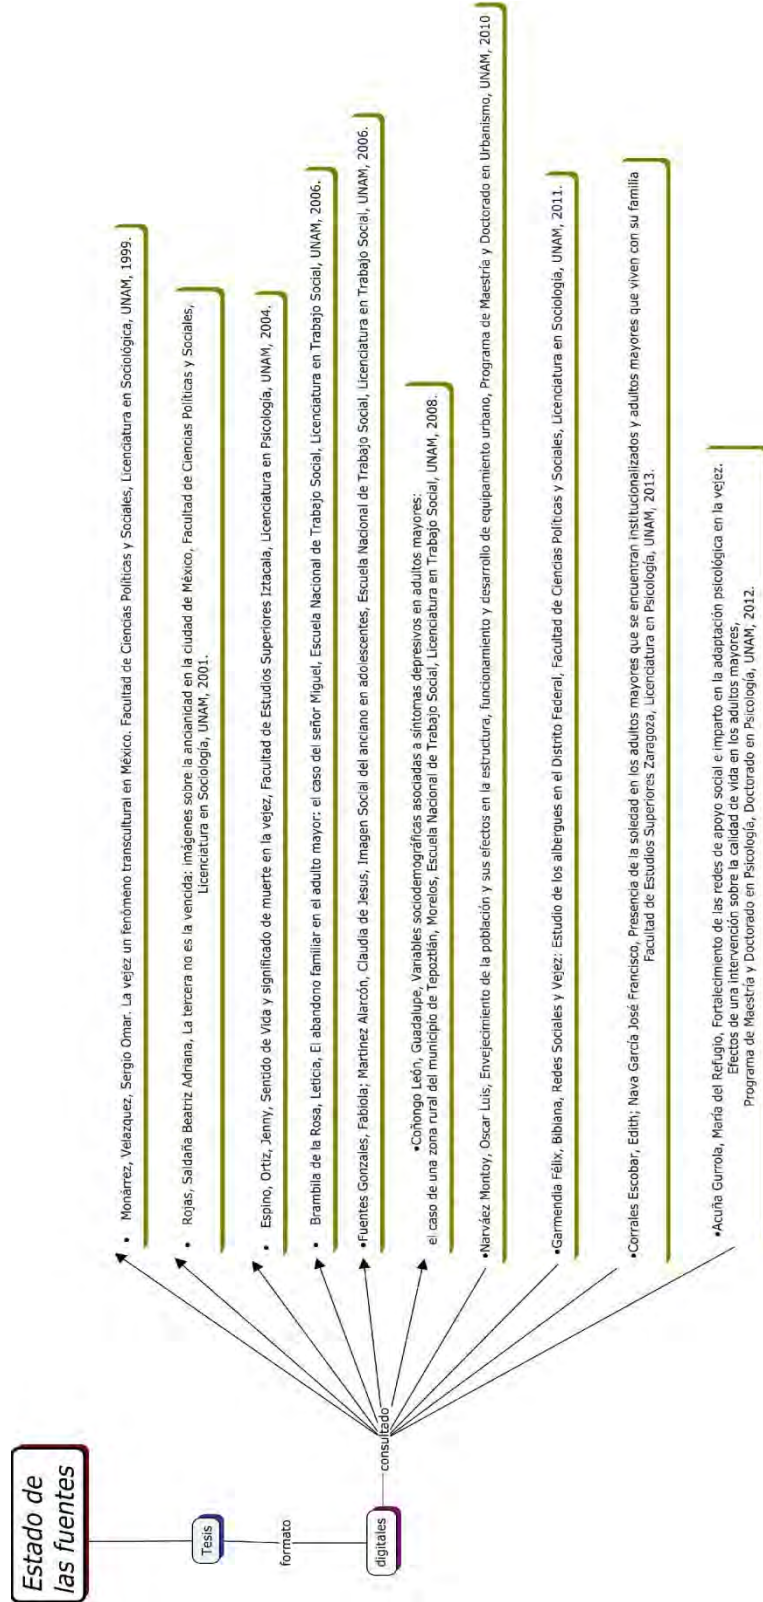 Estado de
las fuentes
Tesis
formato
digitales
consultado
• Monárrez, Velazquez, Sergio Omar. La vejez un fenómeno transcultural en México. Facultad de Ciencias Políticas y Sociales, Licenciatura en Sociológica, UNAM, 1999.
• Rojas, Saldaña Beatriz Adriana, La tercera no es la vencida: imágenes sobre la ancianidad en la ciudad de México, Facultad de Ciencias Políticas y Sociales,
Licenciatura en Sociología, UNAM, 2001.
• Espino, Ortiz, Jenny, Sentido de Vida y significado de muerte en la vejez, Facultad de Estudios Superiores Iztacala, Licenciatura en Psicología, UNAM, 2004.
• Brambila de la Rosa, Leticia, El abandono familiar en el adulto mayor: el caso del señor Miguel, Escuela Nacional de Trabajo Social, Licenciatura en Trabajo Social, UNAM, 2006.
•Fuentes Gonzales, Fabiola; Martínez Alarcón, Claudia de Jesus, Imagen Social del anciano en adolescentes, Escuela Nacional de Trabajo Social, Licenciatura en Trabajo Social, UNAM, 2006.
•Coñongo León, Guadalupe, Variables sociodemográficas asociadas a síntomas depresivos en adultos mayores:
el caso de una zona rural del municipio de Tepoztlán, Morelos, Escuela Nacional de Trabajo Social, Licenciatura en Trabajo Social, UNAM, 2008.
•Narváez Montoy, Oscar Luis, Envejecimiento de la población y sus efectos en la estructura, funcionamiento y desarrollo de equipamiento urbano, Programa de Maestría y Doctorado en Urbanismo, UNAM, 2010
•Garmendia Félix, Bibiana, Redes Sociales y Vejez: Estudio de los albergues en el Distrito Federal, Facultad de Ciencias Políticas y Sociales, Licenciatura en Sociología, UNAM, 2011.
•Corrales Escobar, Edith; Nava García José Francisco, Presencia de la soledad en los adultos mayores que se encuentran institucionalizados y adultos mayores que viven con su familia
Facultad de Estudios Superiores Zaragoza, Licenciatura en Psicología, UNAM, 2013.
•Acuña Gurrola, María del Refugio, Fortalecimiento de las redes de apoyo social e imparto en la adaptación psicológica en la vejez.
Efectos de una intervención sobre la calidad de vida en los adultos mayores,
Programa de Maestría y Doctorado en Psicología, Doctorado en Psicología, UNAM, 2012.